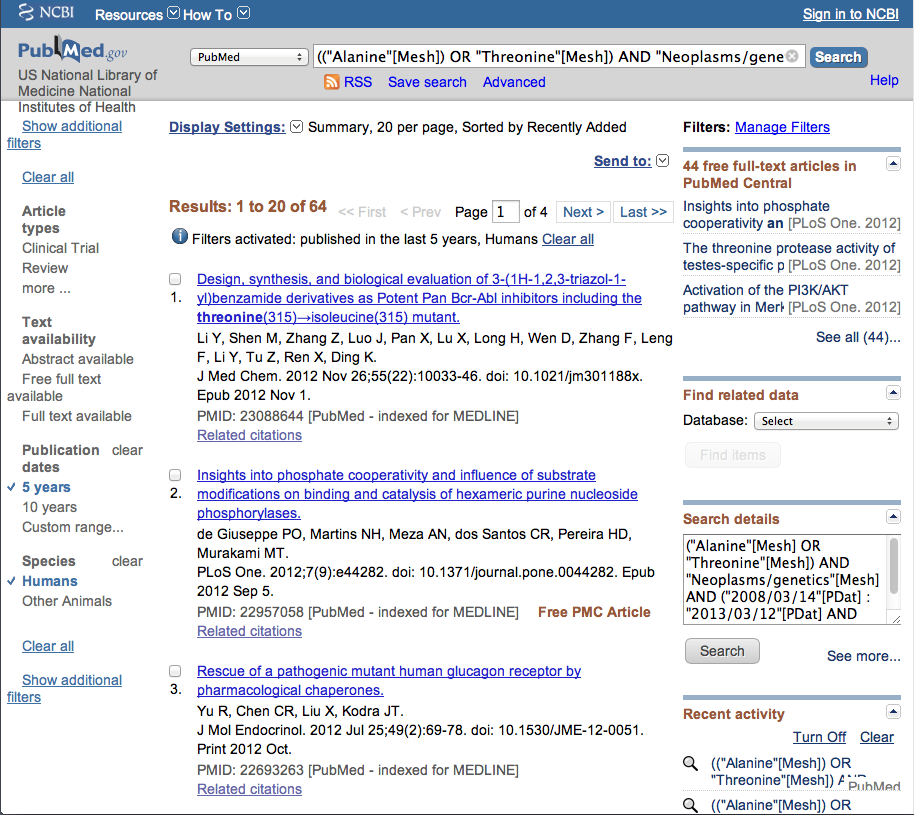 NCBI Resources How To Sign in to NCBI
PubMed.gov
US National Library of
Medicine National
Institutes of Health
PubMed
(("Alanine"[Mesh]) OR "Threonine"[Mesh]) AND "Neoplasms/gene
Search
RSS Save search Advanced
Help
Show additional
filters
Clear all
Article
types
Clinical Trial
Review
more ...
Text
availability
Abstract available
Free full text
available
Full text available
Publication clear
dates
5 years
10 years
Custom range...
Species clear
Humans
Other Animals
Clear all
Show additional
filters
Display Settings: Summary, 20 per page, Sorted by Recently Added
Send to:
Results: 1 to 20 of 64 << First < Prev Page 1 of 4 Next > Last >>
Filters activated: published in the last 5 years, Humans Clear all
1. Design, synthesis, and biological evaluation of 3-(1H-1,2,3-triazol-1-
yl)benzamide derivatives as Potent Pan Bcr-Abl inhibitors including the
threonine(315)→isoleucine(315) mutant.
Li Y, Shen M, Zhang Z, Luo J, Pan X, Lu X, Long H, Wen D, Zhang F, Leng
F, Li Y, Tu Z, Ren X, Ding K.
J Med Chem. 2012 Nov 26;55(22):10033-46. doi: 10.1021/jm301188x.
Epub 2012 Nov 1.
PMID: 23088644 [PubMed - indexed for MEDLINE]
Related citations
2. Insights into phosphate cooperativity and influence of substrate
modifications on binding and catalysis of hexameric purine nucleoside
phosphorylases.
de Giuseppe PO, Martins NH, Meza AN, dos Santos CR, Pereira HD,
Murakami MT.
PLoS One. 2012;7(9):e44282. doi: 10.1371/journal.pone.0044282. Epub
2012 Sep 5.
PMID: 22957058 [PubMed - indexed for MEDLINE] Free PMC Article
Related citations
3. Rescue of a pathogenic mutant human glucagon receptor by
pharmacological chaperones.
Yu R, Chen CR, Liu X, Kodra JT.
J Mol Endocrinol. 2012 Jul 25;49(2):69-78. doi: 10.1530/JME-12-0051.
Print 2012 Oct.
PMID: 22693263 [PubMed - indexed for MEDLINE]
Related citations
Filters: Manage Filters
44 free full-text articles in
PubMed Central
Insights into phosphate
cooperativity an [PLoS One. 2012]
The threonine protease activity of
testes-specific p [PLoS One. 2012]
Activation of the PI3K/AKT
pathway in Merk [PLoS One. 2012]
See all (44)...
Find related data
Database: Select
Find items
Search details
("Alanine"[Mesh] OR
"Threonine"[Mesh]) AND
"Neoplasms/genetics"[Mesh]
AND ("2008/03/14"[PDat] :
"2013/03/12"[PDat] AND
Search
See more...
Recent activity
Turn Off Clear
(("Alanine"[Mesh]) OR
"Threonine"[Mesh]) AND
PubMed
(("Alanine"[Mesh]) OR